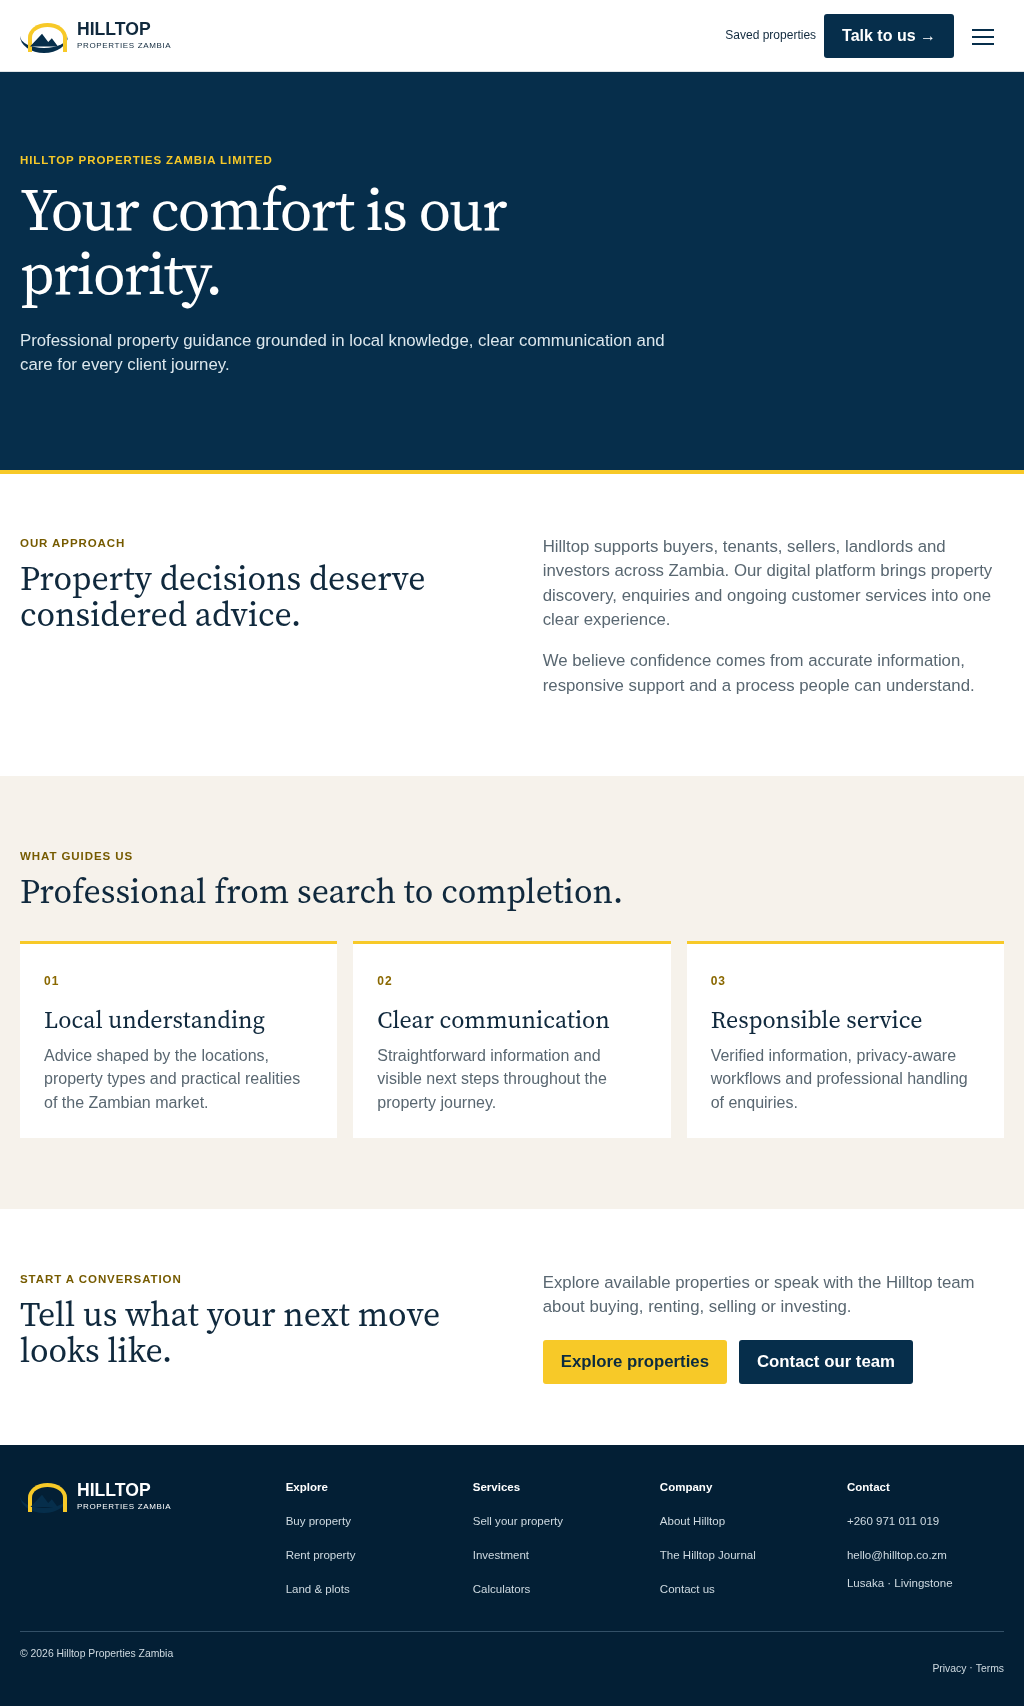 HILLTOP
PROPERTIES ZAMBIA
Saved properties
Talk to us →
HILLTOP PROPERTIES ZAMBIA LIMITED
Your comfort is our
priority.
Professional property guidance grounded in local knowledge, clear communication and
care for every client journey.
OUR APPROACH
Property decisions deserve
considered advice.
Hilltop supports buyers, tenants, sellers, landlords and
investors across Zambia. Our digital platform brings property
discovery, enquiries and ongoing customer services into one
clear experience.
We believe confidence comes from accurate information,
responsive support and a process people can understand.
WHAT GUIDES US
Professional from search to completion.
01
Local understanding
Advice shaped by the locations,
property types and practical realities
of the Zambian market.
02
Clear communication
Straightforward information and
visible next steps throughout the
property journey.
03
Responsible service
Verified information, privacy-aware
workflows and professional handling
of enquiries.
START A CONVERSATION
Tell us what your next move
looks like.
Explore available properties or speak with the Hilltop team
about buying, renting, selling or investing.
Explore properties
Contact our team
HILLTOP
PROPERTIES ZAMBIA
Explore
Buy property
Rent property
Land & plots
Services
Sell your property
Investment
Calculators
Company
About Hilltop
The Hilltop Journal
Contact us
Contact
+260 971 011 019
hello@hilltop.co.zm
Lusaka · Livingstone
© 2026 Hilltop Properties Zambia
Privacy · Terms